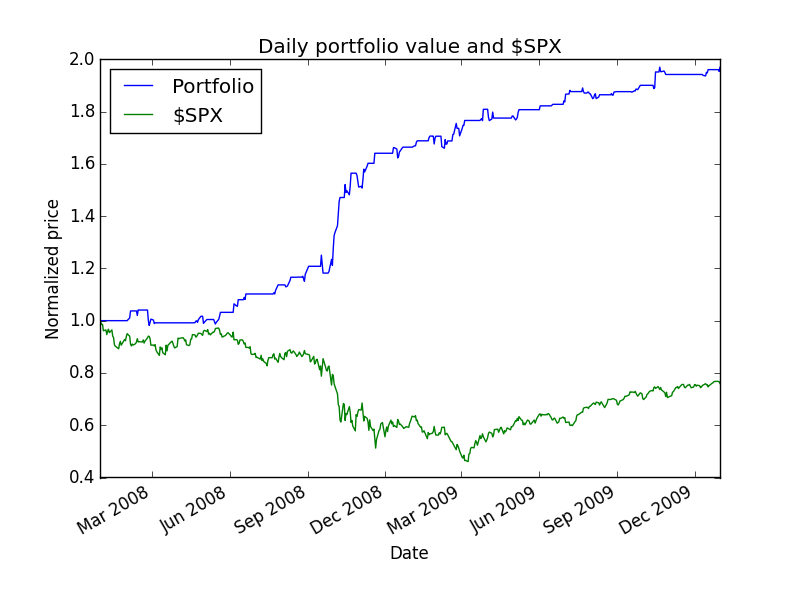 Daily portfolio value and $SPX
2.0
1.8
1.6
1.4
1.2
1.0
0.8
0.6
0.4
Normalized price
Portfolio
$SPX
Mar 2008
Jun 2008
Sep 2008
Dec 2008
Mar 2009
Jun 2009
Sep 2009
Dec 2009
Date